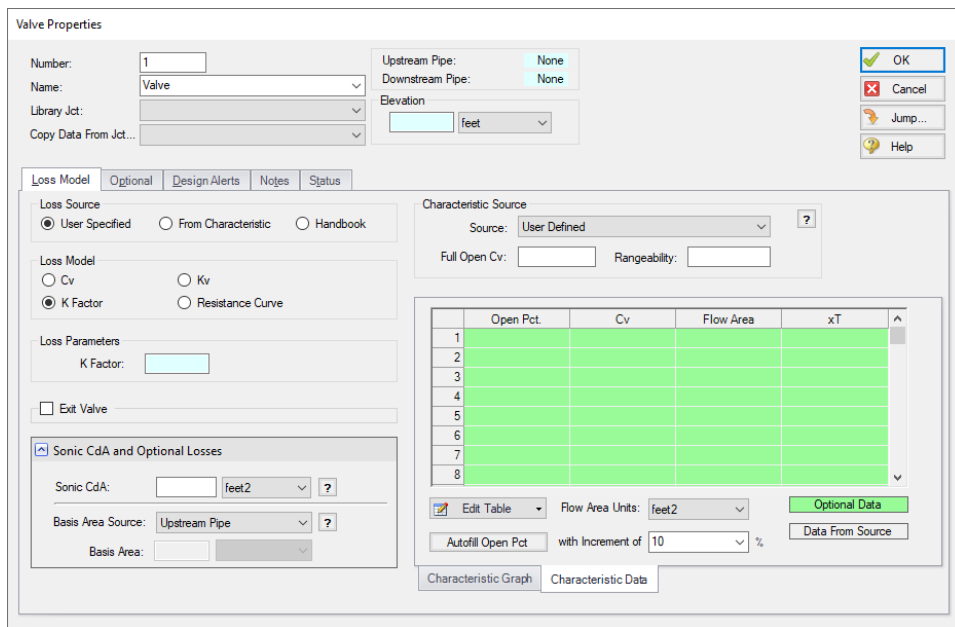 Valve Properties
Number: 1
Name: Valve
Library Jct:
Copy Data From Jct...
Upstream Pipe: None
Downstream Pipe: None
Elevation
feet
OK
Cancel
Jump...
Help
Loss Model Optional Design Alerts Notes Status
Loss Source
User Specified From Characteristic Handbook
Loss Model
Cv Kv
K Factor Resistance Curve
Loss Parameters
K Factor:
Exit Valve
Sonic CdA and Optional Losses
Sonic CdA: feet2 ?
Basis Area Source: Upstream Pipe ?
Basis Area:
Characteristic Source
Source: User Defined ?
Full Open Cv: Rangeability:
Open Pct. Cv Flow Area xT
1
2
3
4
5
6
7
8
Edit Table Flow Area Units: feet2 Optional Data
Autofill Open Pct with Increment of 10 % Data From Source
Characteristic Graph Characteristic Data